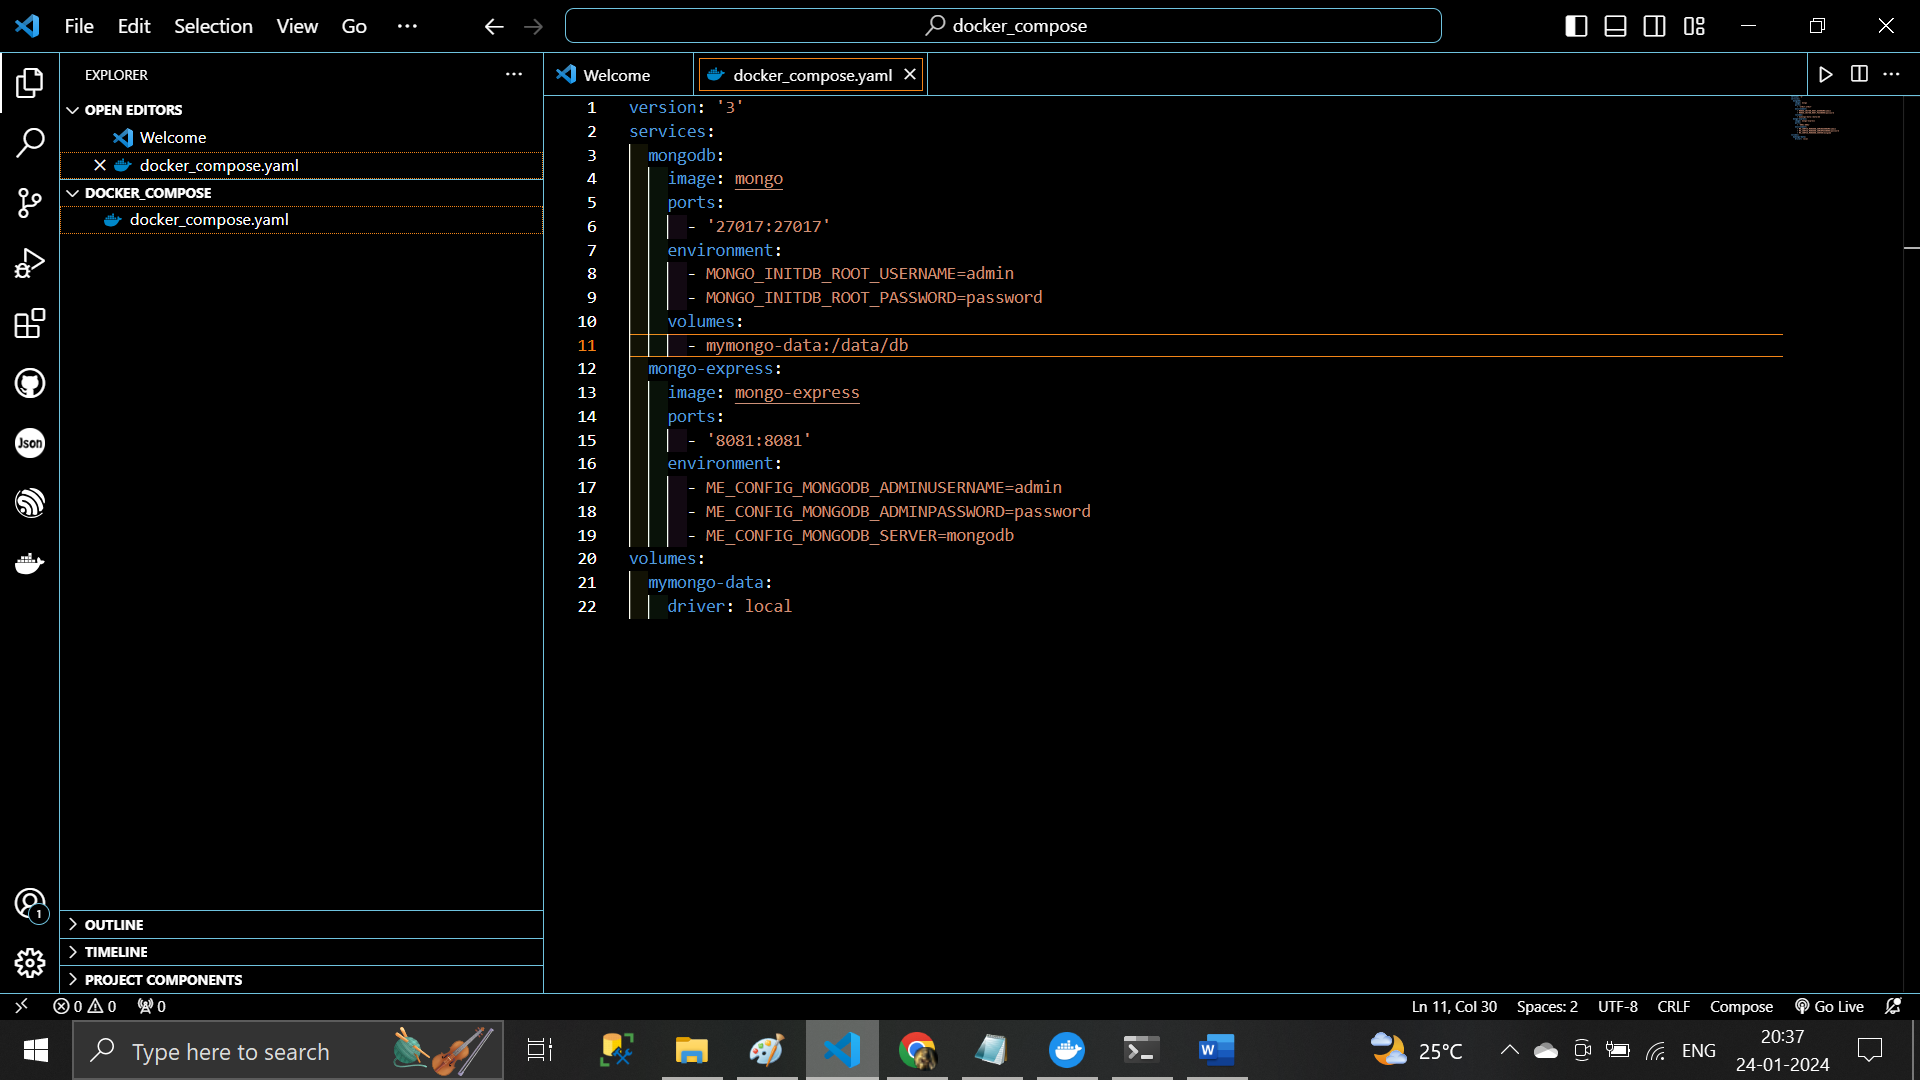 File Edit Selection View Go ··· docker_compose
EXPLORER ···
OPEN EDITORS
Welcome
docker_compose.yaml
DOCKER_COMPOSE
docker_compose.yaml
OUTLINE
TIMELINE
PROJECT COMPONENTS
Json
1
Welcome docker_compose.yaml
1 version: '3'
2 services:
3 mongodb:
4 image: mongo
5 ports:
6 - '27017:27017'
7 environment:
8 - MONGO_INITDB_ROOT_USERNAME=admin
9 - MONGO_INITDB_ROOT_PASSWORD=password
10 volumes:
11 - mymongo-data:/data/db
12 mongo-express:
13 image: mongo-express
14 ports:
15 - '8081:8081'
16 environment:
17 - ME_CONFIG_MONGODB_ADMINUSERNAME=admin
18 - ME_CONFIG_MONGODB_ADMINPASSWORD=password
19 - ME_CONFIG_MONGODB_SERVER=mongodb
20 volumes:
21 mymongo-data:
22 driver: local
0 0 0 Ln 11, Col 30 Spaces: 2 UTF-8 CRLF Compose Go Live
Type here to search W 25°C ENG 20:37
24-01-2024